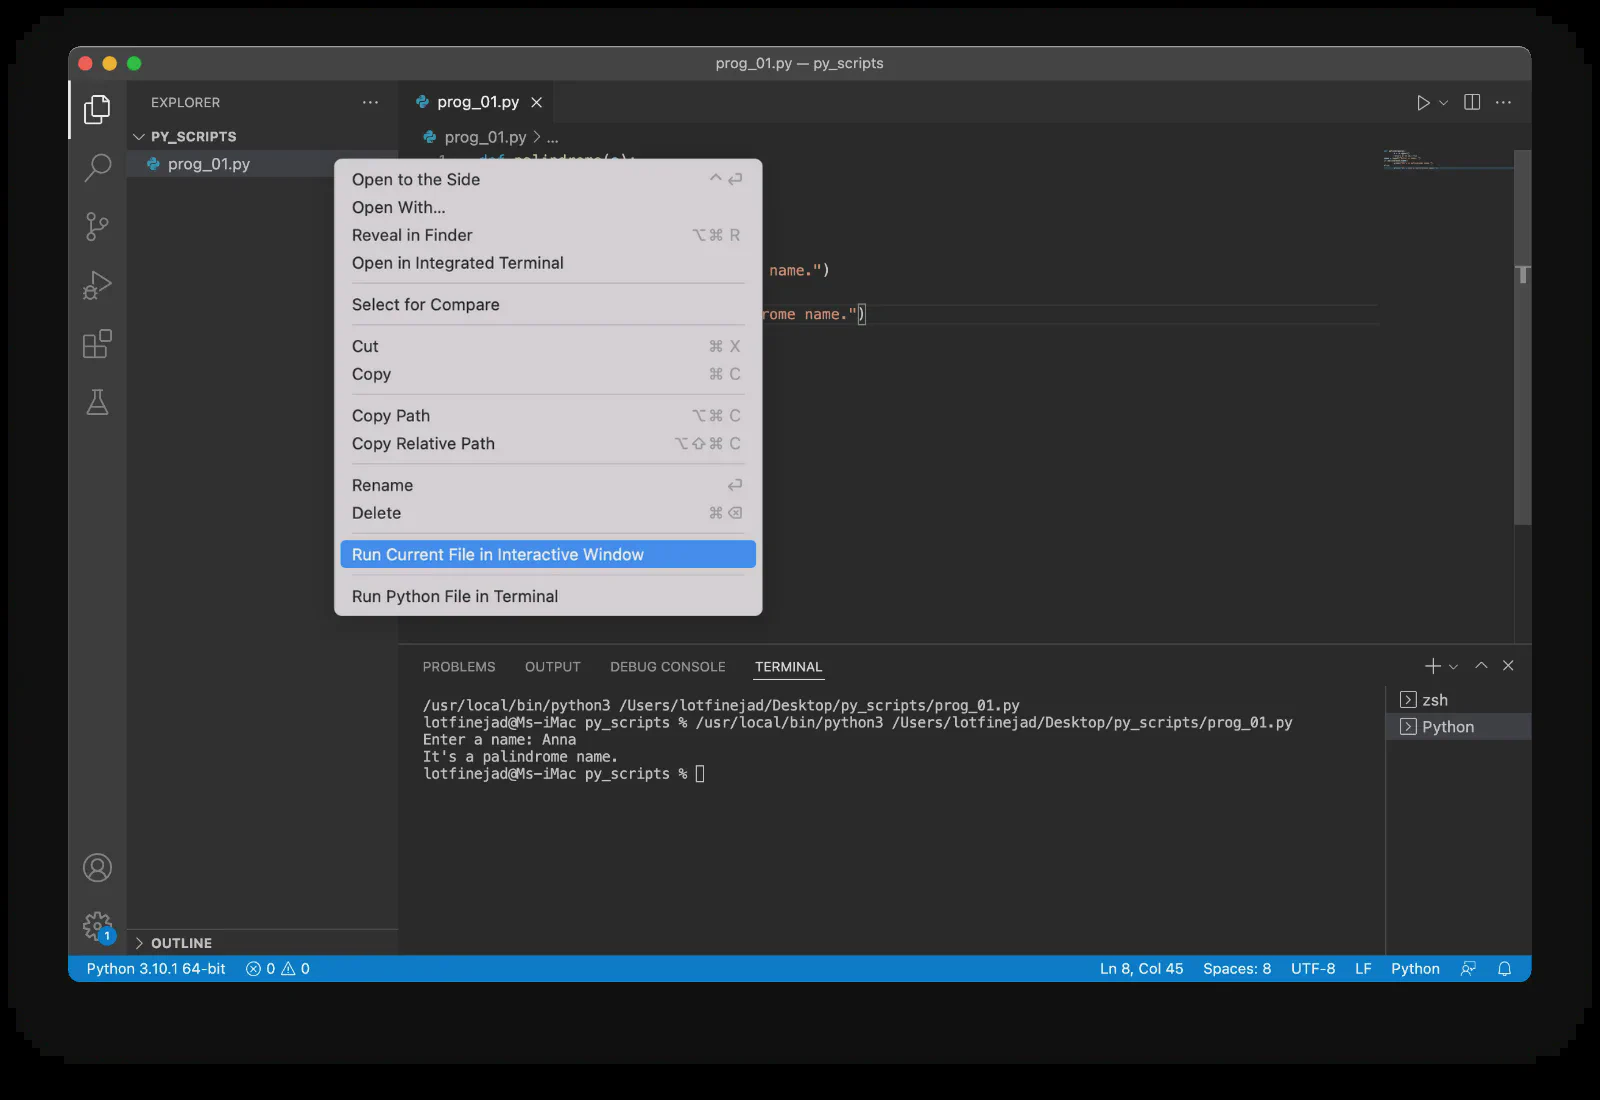 prog_01.py — py_scripts
EXPLORER
PY_SCRIPTS
prog_01.py
prog_01.py
prog_01.py > ...
1 def palindrome(s):
name.")
rome name.")
Open to the Side ^ ⏎
Open With...
Reveal in Finder ⌥⌘ R
Open in Integrated Terminal
Select for Compare
Cut ⌘ X
Copy ⌘ C
Copy Path ⌥⌘ C
Copy Relative Path ⌥⇧⌘ C
Rename ⏎
Delete ⌘ ⌫
Run Current File in Interactive Window
Run Python File in Terminal
PROBLEMS OUTPUT DEBUG CONSOLE TERMINAL
/usr/local/bin/python3 /Users/lotfinejad/Desktop/py_scripts/prog_01.py
lotfinejad@Ms-iMac py_scripts % /usr/local/bin/python3 /Users/lotfinejad/Desktop/py_scripts/prog_01.py
Enter a name: Anna
It's a palindrome name.
lotfinejad@Ms-iMac py_scripts %
zsh
Python
1
OUTLINE
Python 3.10.1 64-bit 0 0 Ln 8, Col 45 Spaces: 8 UTF-8 LF Python